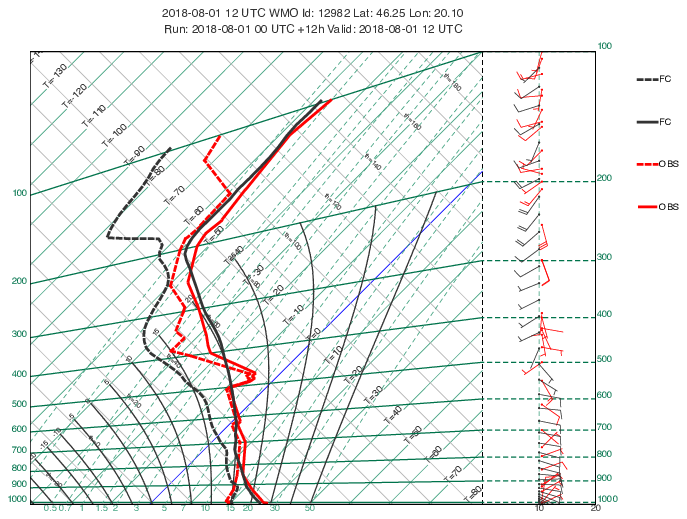 2018-08-01 12 UTC WMO Id: 12982 Lat: 46.25 Lon: 20.10
Run: 2018-08-01 00 UTC +12h Valid: 2018-08-01 12 UTC
100
T=-130
FC
T=-120
T=-110
FC
T=-100
T=-90
T=-80
OBS
200
100
T=-70
OBS
T=-60
T=-50
300
T=-40
T=-30
200
T=-20
T=-10
400
T=0
300
T=10
500
T=20
400
T=30
600
500
T=40
700
600
T=50
700
T=60
800
800
T=70
900
900
T=80
1000
1000
0.5 0.7 1 1.5 2 3 5 7 10 15 20 30 50
10 20